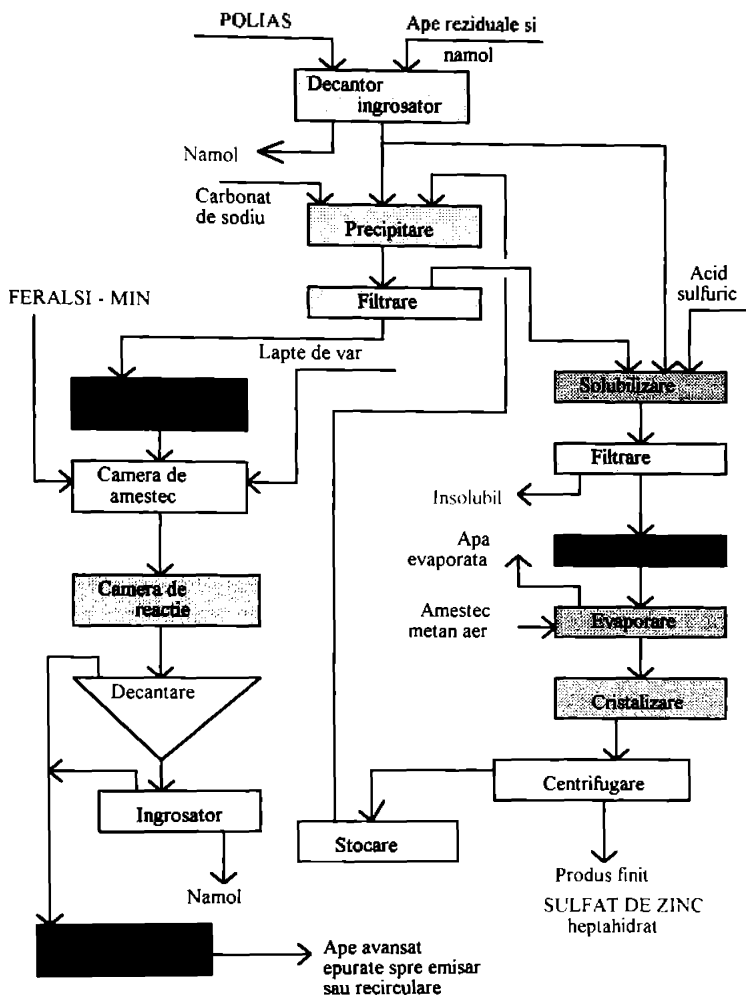 POLIAS
Ape reziduale si
namol
Decantor
ingrosator
Namol
Carbonat
de sodiu
Precipitare
Acid
sulfuric
FERALSI - MIN
Filtrare
Lapte de var
Solubilizare
Camera de
amestec
Filtrare
Insolubil
Apa
evaporata
Camera de
reactie
Amestec
metan aer
Evaporare
Decantare
Cristalizare
Ingrosator
Centrifugare
Stocare
Namol
Produs finit
SULFAT DE ZINC
heptahidrat
Ape avansat
epurate spre emisar
sau recirculare